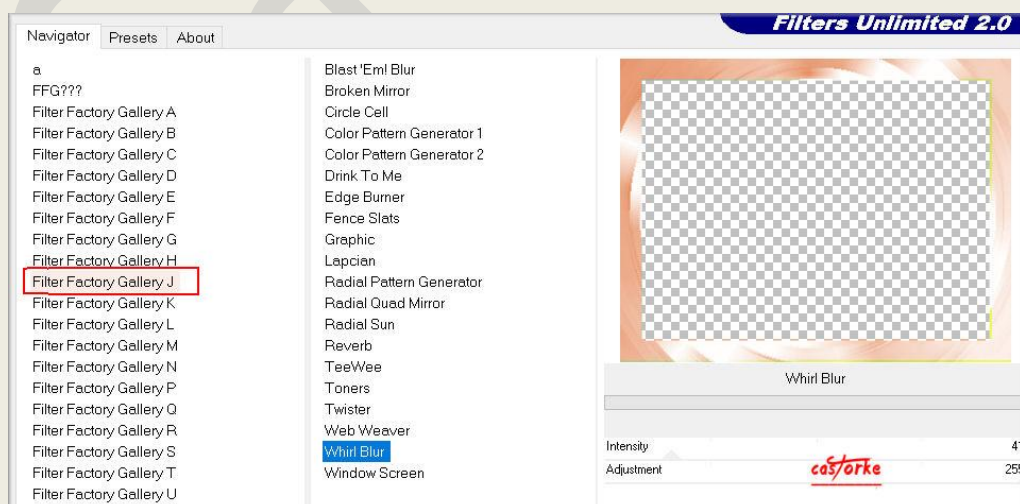 Filters Unlimited 2.0
Navigator Presets About
a
FFG???
Filter Factory Gallery A
Filter Factory Gallery B
Filter Factory Gallery C
Filter Factory Gallery D
Filter Factory Gallery E
Filter Factory Gallery F
Filter Factory Gallery G
Filter Factory Gallery H
Filter Factory Gallery J
Filter Factory Gallery K
Filter Factory Gallery L
Filter Factory Gallery M
Filter Factory Gallery N
Filter Factory Gallery P
Filter Factory Gallery Q
Filter Factory Gallery R
Filter Factory Gallery S
Filter Factory Gallery T
Filter Factory Gallery U
Blast 'Em! Blur
Broken Mirror
Circle Cell
Color Pattern Generator 1
Color Pattern Generator 2
Drink To Me
Edge Burner
Fence Slats
Graphic
Lapcian
Radial Pattern Generator
Radial Quad Mirror
Radial Sun
Reverb
TeeWee
Toners
Twister
Web Weaver
Whirl Blur
Window Screen
Whirl Blur
Intensity
Adjustment 255
castorke